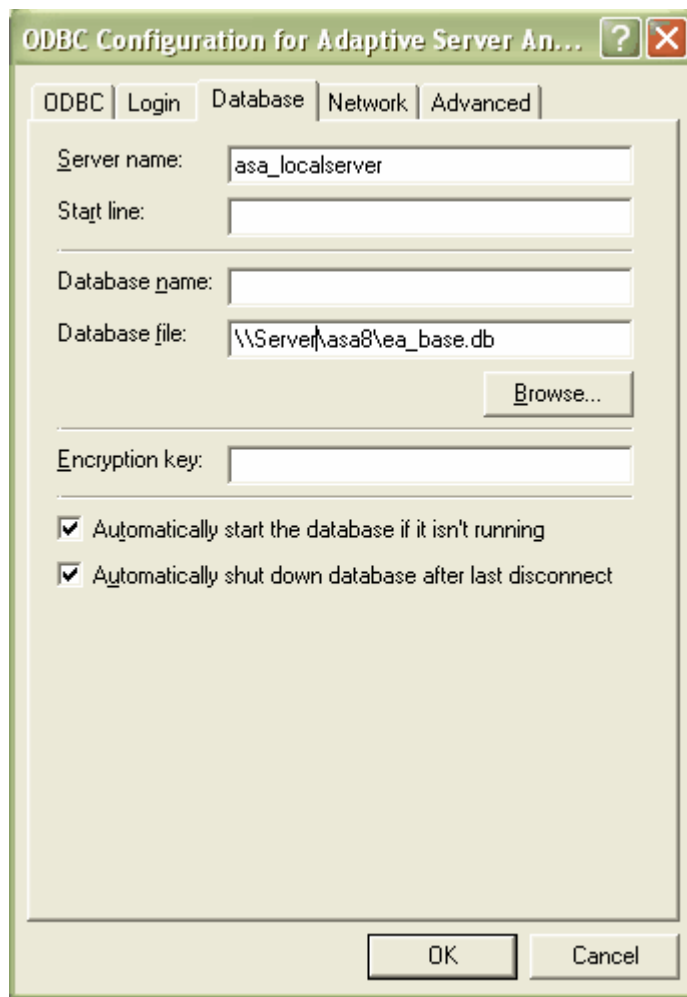 ODBC Configuration for Adaptive Server An...
ODBC Login Database Network Advanced
Server name: asa_localserver
Start line:
Database name:
Database file: \\Server\asa8\ea_base.db
Browse...
Encryption key:
Automatically start the database if it isn't running
Automatically shut down database after last disconnect
OK Cancel